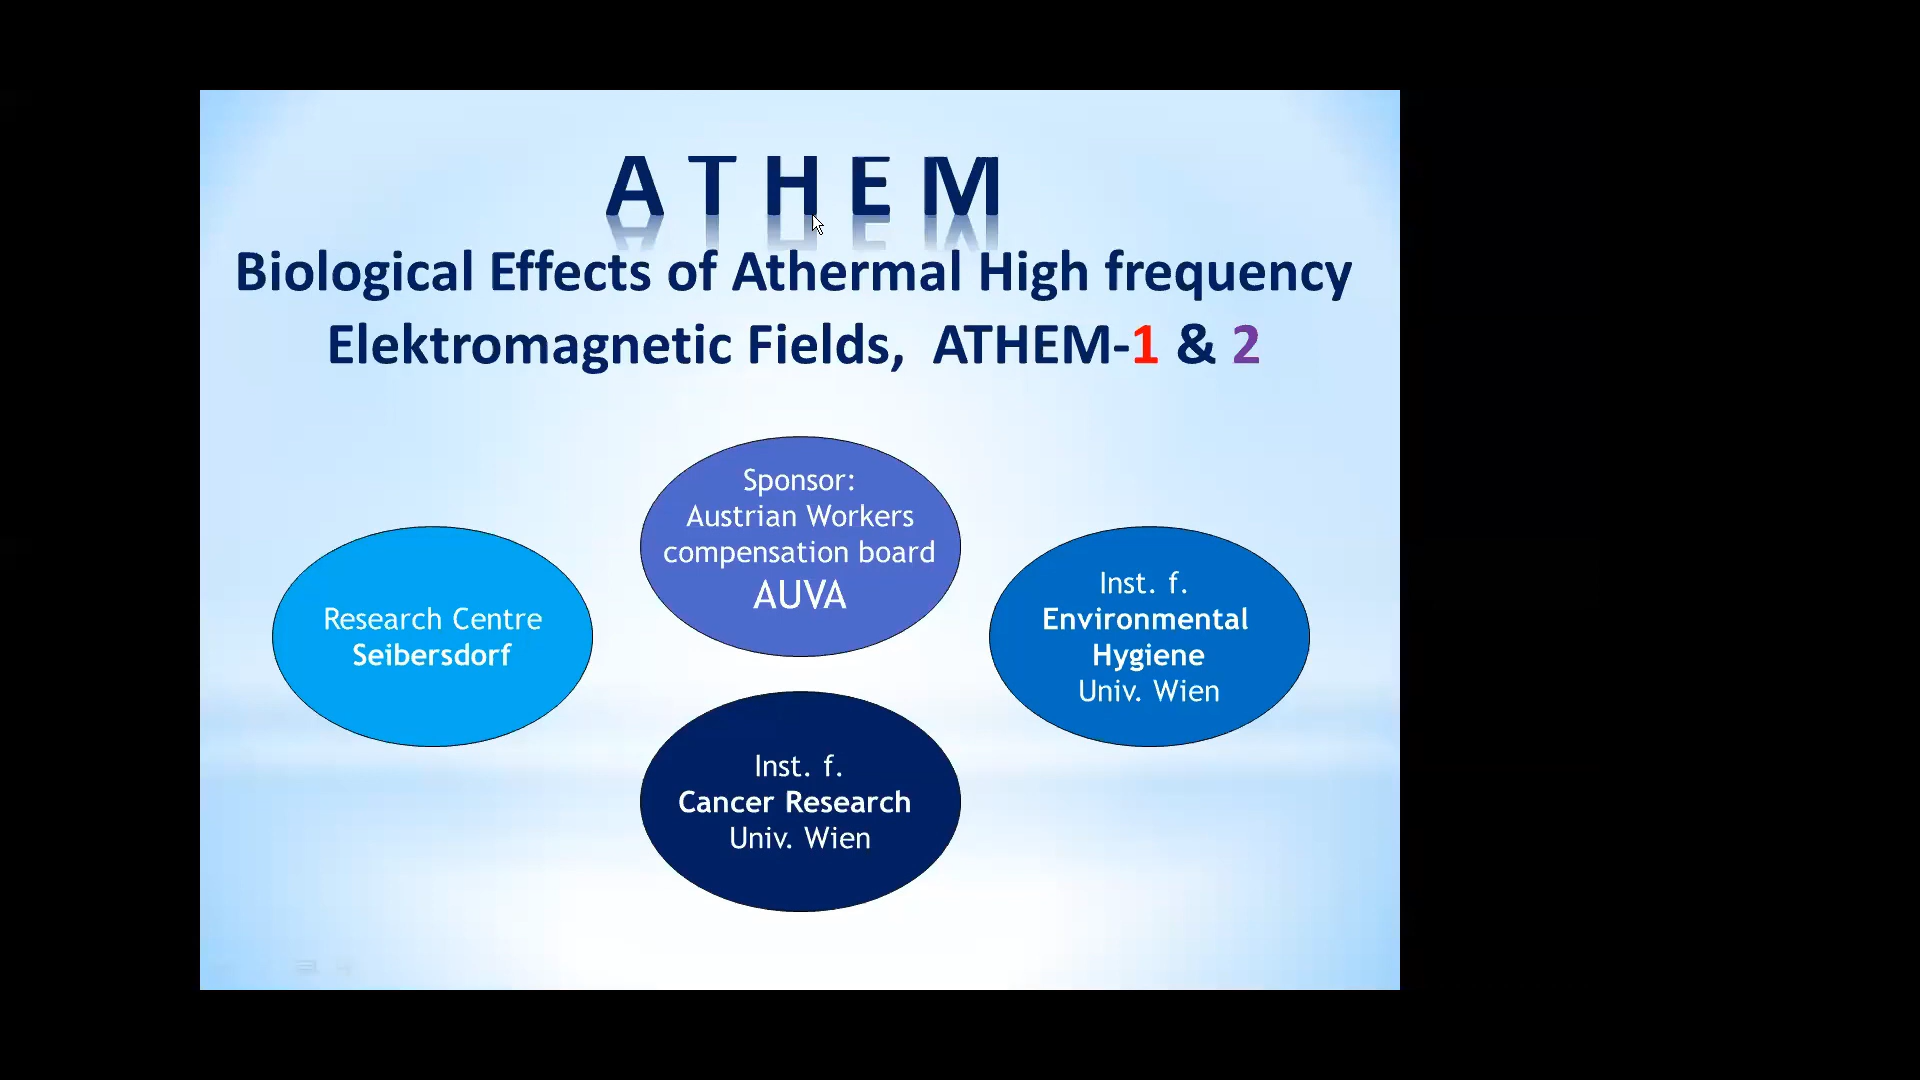 A T H E M
Biological Effects of Athermal High frequency
Elektromagnetic Fields, ATHEM-1 & 2
Sponsor:
Austrian Workers
compensation board
AUVA
Research Centre
Seibersdorf
Inst. f.
Environmental
Hygiene
Univ. Wien
Inst. f.
Cancer Research
Univ. Wien